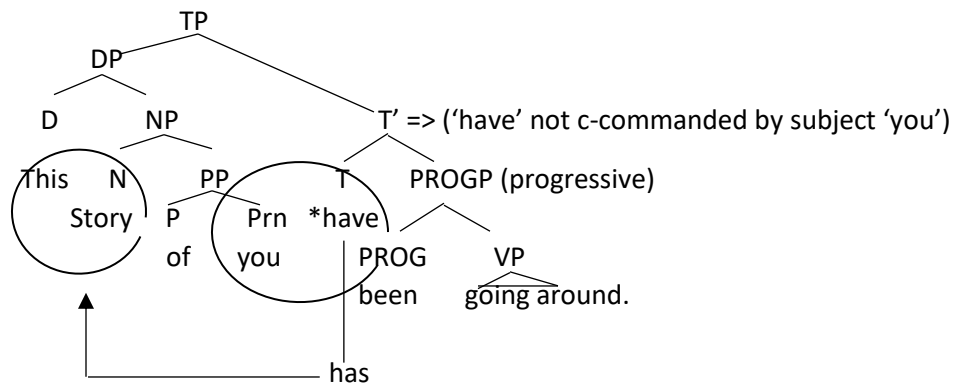 TP
DP
D NP T’ => (‘have’ not c-commanded by subject ‘you’)
This N PP T PROGP (progressive)
Story P Prn *have
of you PROG VP
been going around.
has